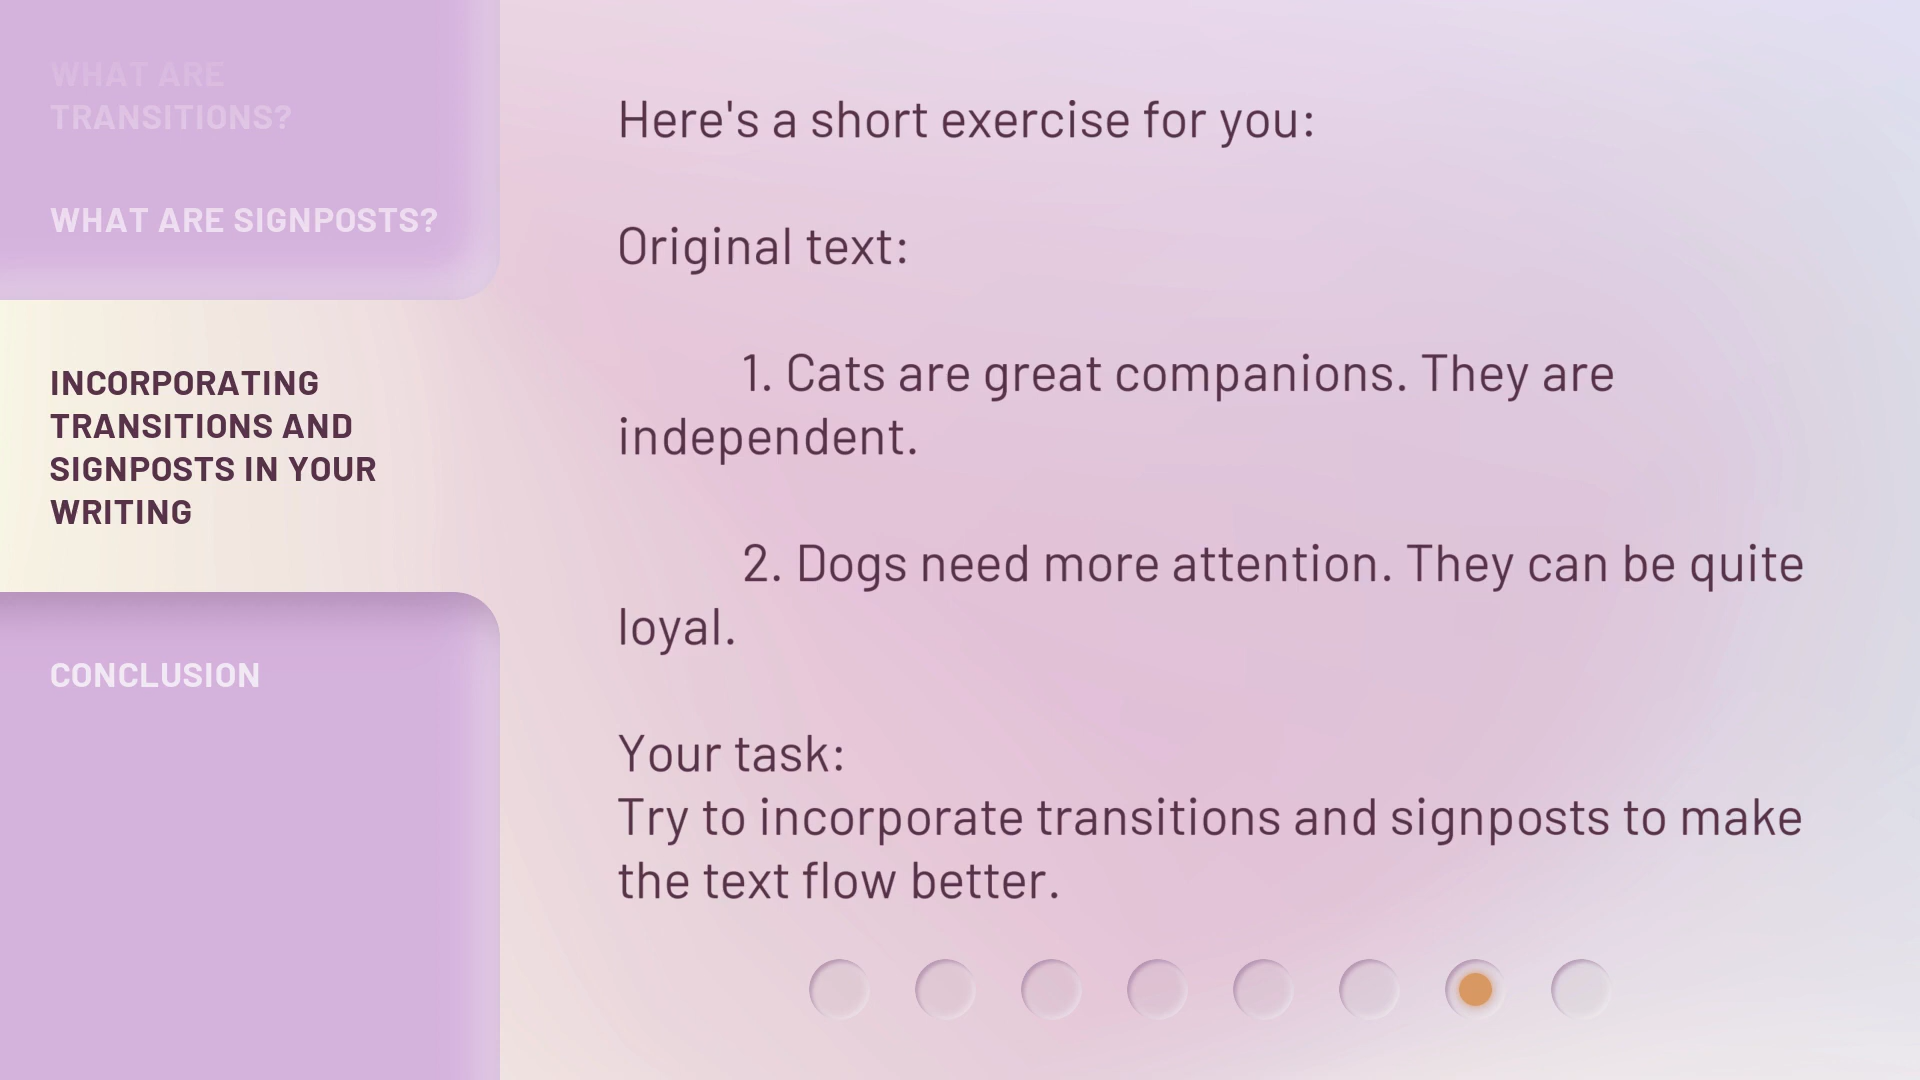 WHAT ARE
TRANSITIONS?
WHAT ARE SIGNPOSTS?
INCORPORATING
TRANSITIONS AND
SIGNPOSTS IN YOUR
WRITING
CONCLUSION
Here's a short exercise for you:
Original text:
1. Cats are great companions. They are
independent.
2. Dogs need more attention. They can be quite
loyal.
Your task:
Try to incorporate transitions and signposts to make
the text flow better.